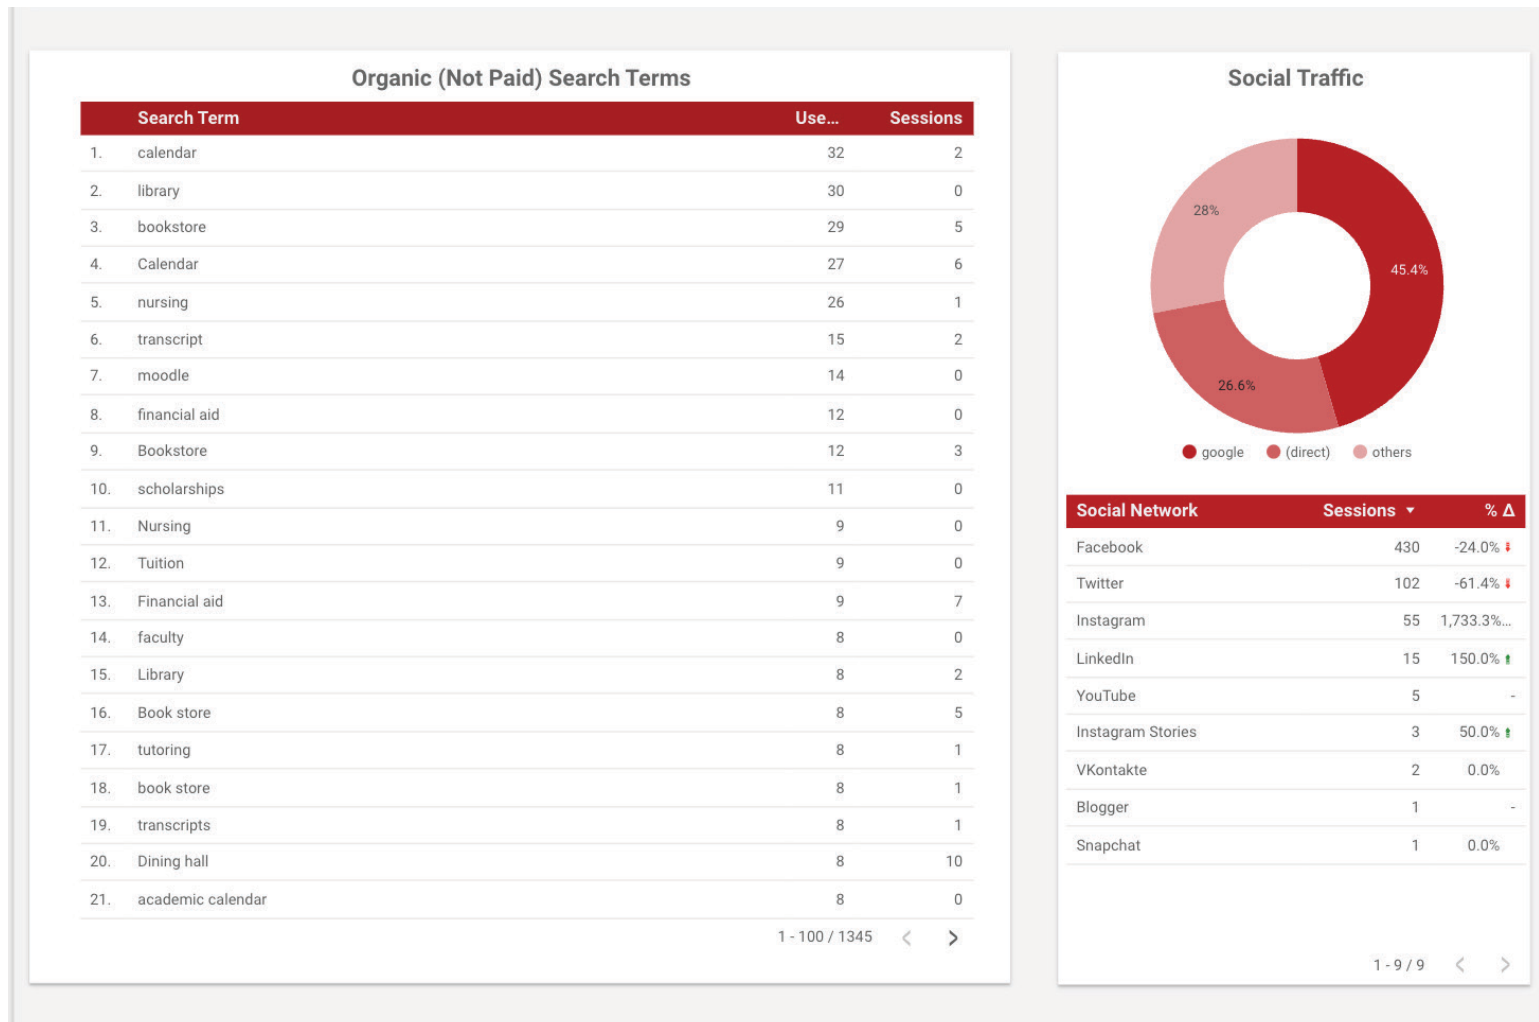 Organic (Not Paid) Search Terms
Search Term Use... Sessions
1. calendar 32 2
2. library 30 0
3. bookstore 29 5
4. Calendar 27 6
5. nursing 26 1
6. transcript 15 2
7. moodle 14 0
8. financial aid 12 0
9. Bookstore 12 3
10. scholarships 11 0
11. Nursing 9 0
12. Tuition 9 0
13. Financial aid 9 7
14. faculty 8 0
15. Library 8 2
16. Book store 8 5
17. tutoring 8 1
18. book store 8 1
19. transcripts 8 1
20. Dining hall 8 10
21. academic calendar 8 0
1 - 100 / 1345 < >
Social Traffic
28%
45.4%
26.6%
google (direct) others
Social Network Sessions ▼ % Δ
Facebook 430 -24.0% ⬇
Twitter 102 -61.4% ⬇
Instagram 55 1,733.3%...
LinkedIn 15 150.0% ⬆
YouTube 5 -
Instagram Stories 3 50.0% ⬆
VKontakte 2 0.0%
Blogger 1 -
Snapchat 1 0.0%
1 - 9 / 9 < >